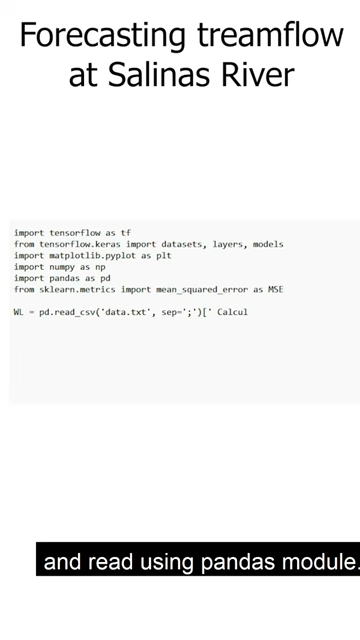 Forecasting treamflow
at Salinas River
import tensorflow as tf
from tensorflow.keras import datasets, layers, models
import matplotlib.pyplot as plt
import numpy as np
import pandas as pd
from sklearn.metrics import mean_squared_error as MSE
WL = pd.read_csv('data.txt', sep=';')[' Calcul
and read using pandas module.